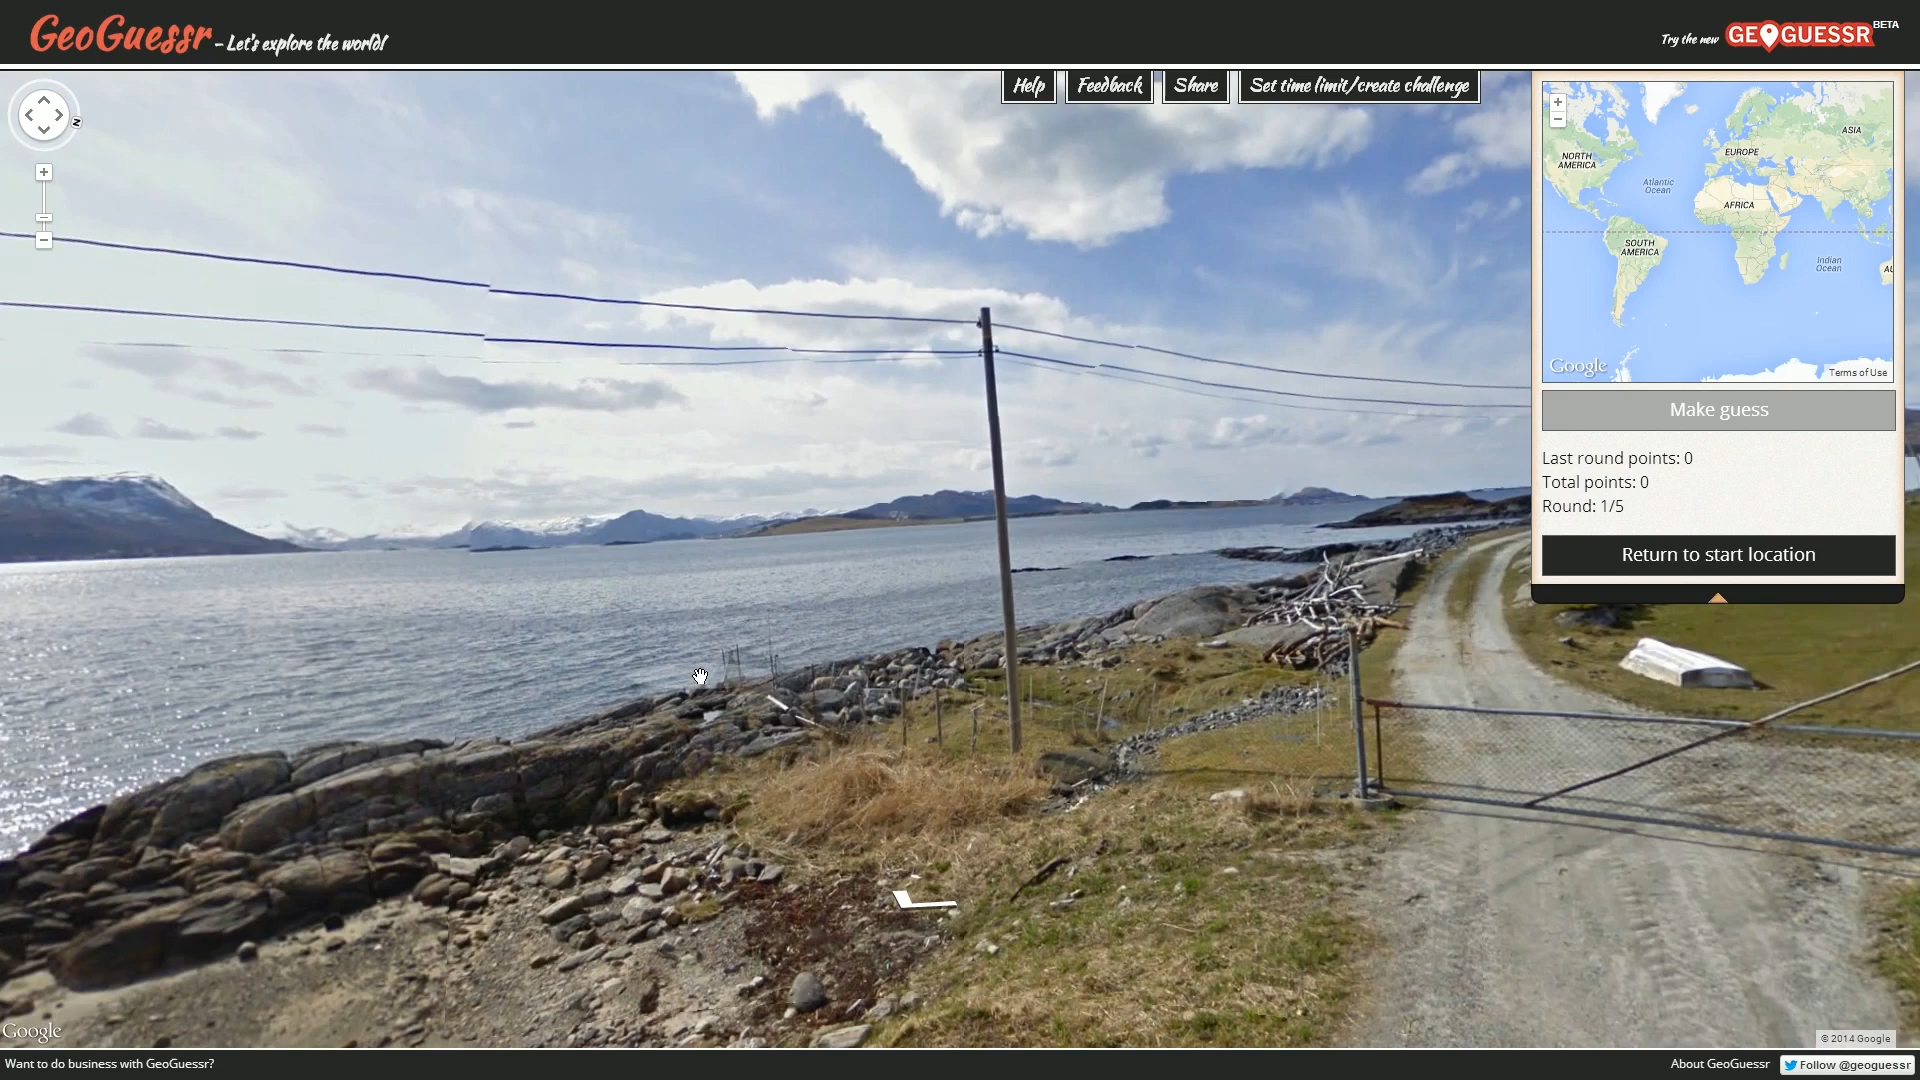 GeoGuessr – Let's explore the world!
Try the new GEOGUESSR BETA
Help Feedback Share Set time limit/create challenge
N
NORTH AMERICA
EUROPE
ASIA
Atlantic Ocean
AFRICA
SOUTH AMERICA
Indian Ocean
AU
Google
Terms of Use
Make guess
Last round points: 0
Total points: 0
Round: 1/5
Return to start location
Google
© 2014 Google
Want to do business with GeoGuessr?
About GeoGuessr
Follow @geoguessr